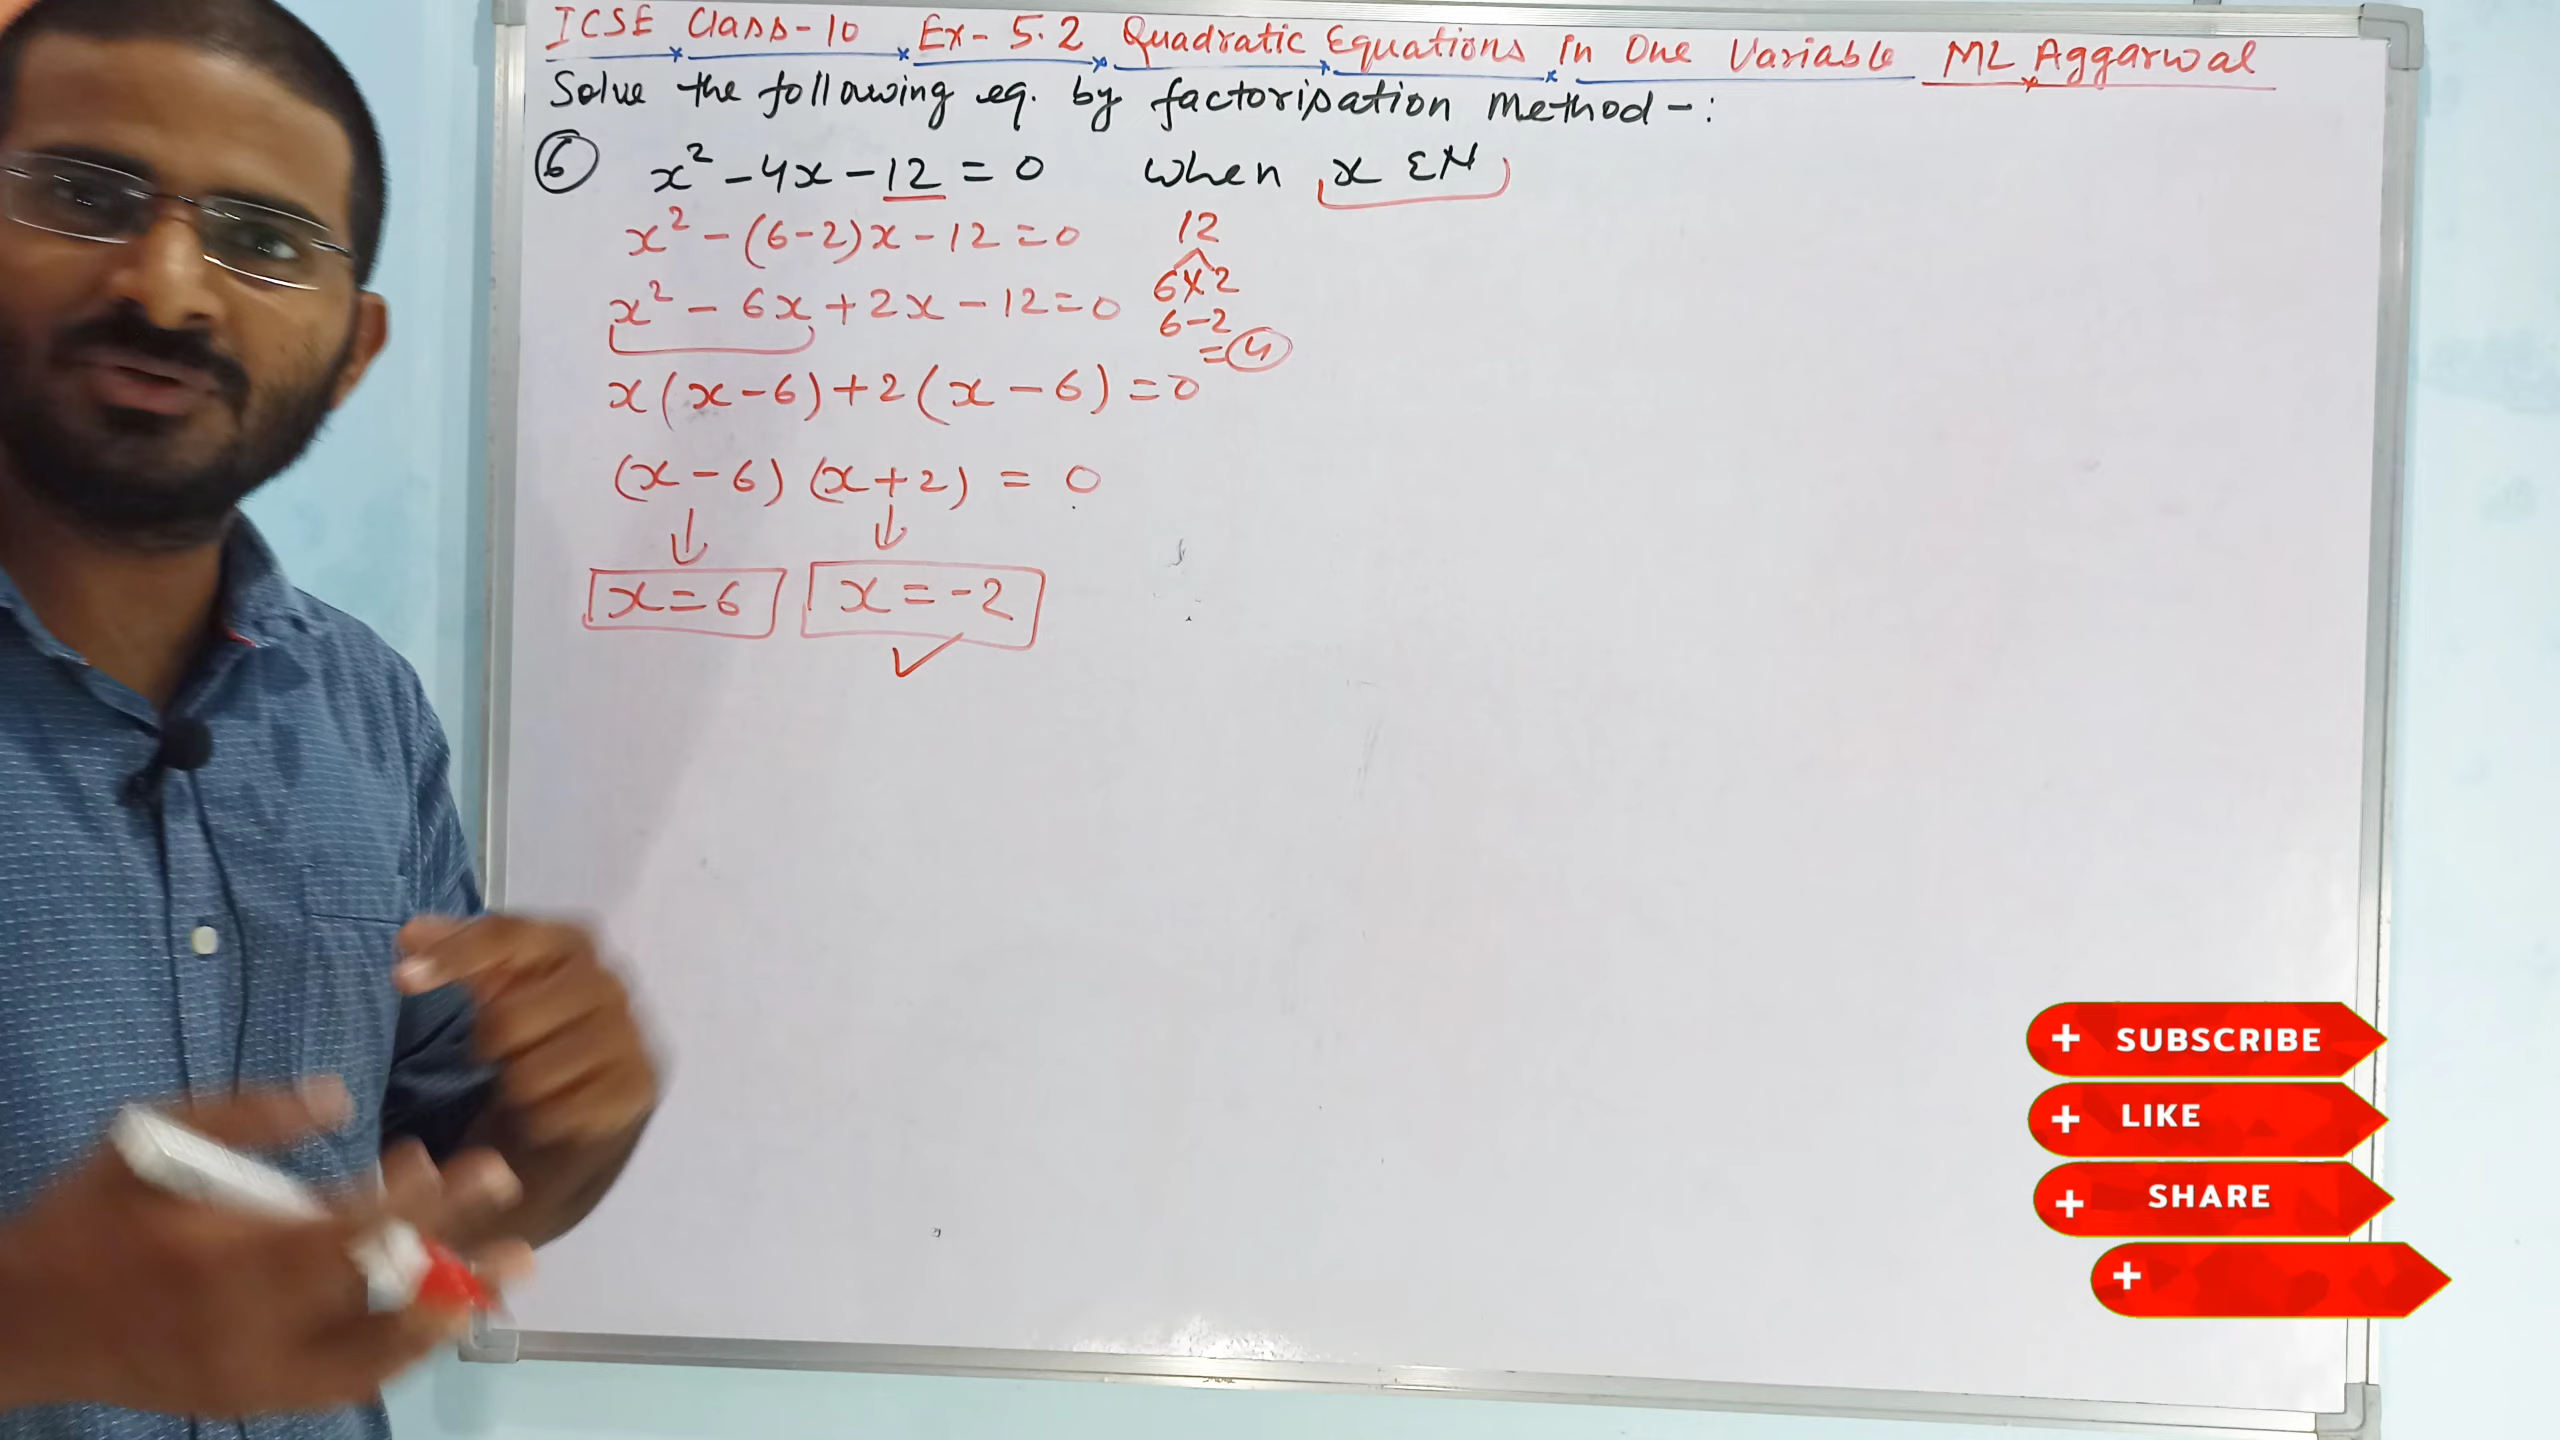 ICSE Class-10 Ex-5.2 Quadratic Equations in One Variable ML Aggarwal
Solve the following eq. by factorisation method-:
6 x² - 4x - 12 = 0 when x ∈ N
x² - (6-2)x - 12 = 0
12
6×2
6-2
= 4
x² - 6x + 2x - 12 = 0
x(x-6) + 2(x-6) = 0
(x-6) (x+2) = 0
x = 6 x = -2
+ SUBSCRIBE
+ LIKE
+ SHARE
+